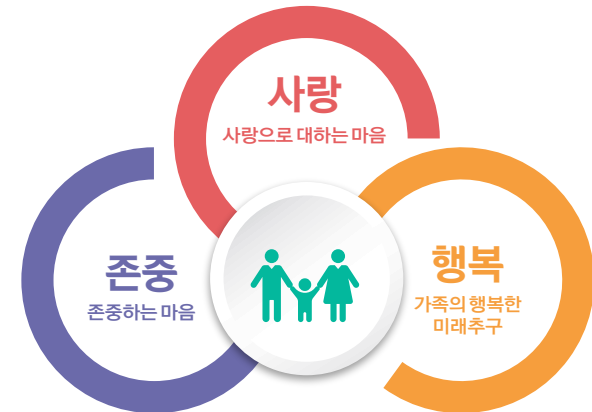 사랑
사랑으로 대하는 마음
존중
존중하는 마음
행복
가족의 행복한
미래추구